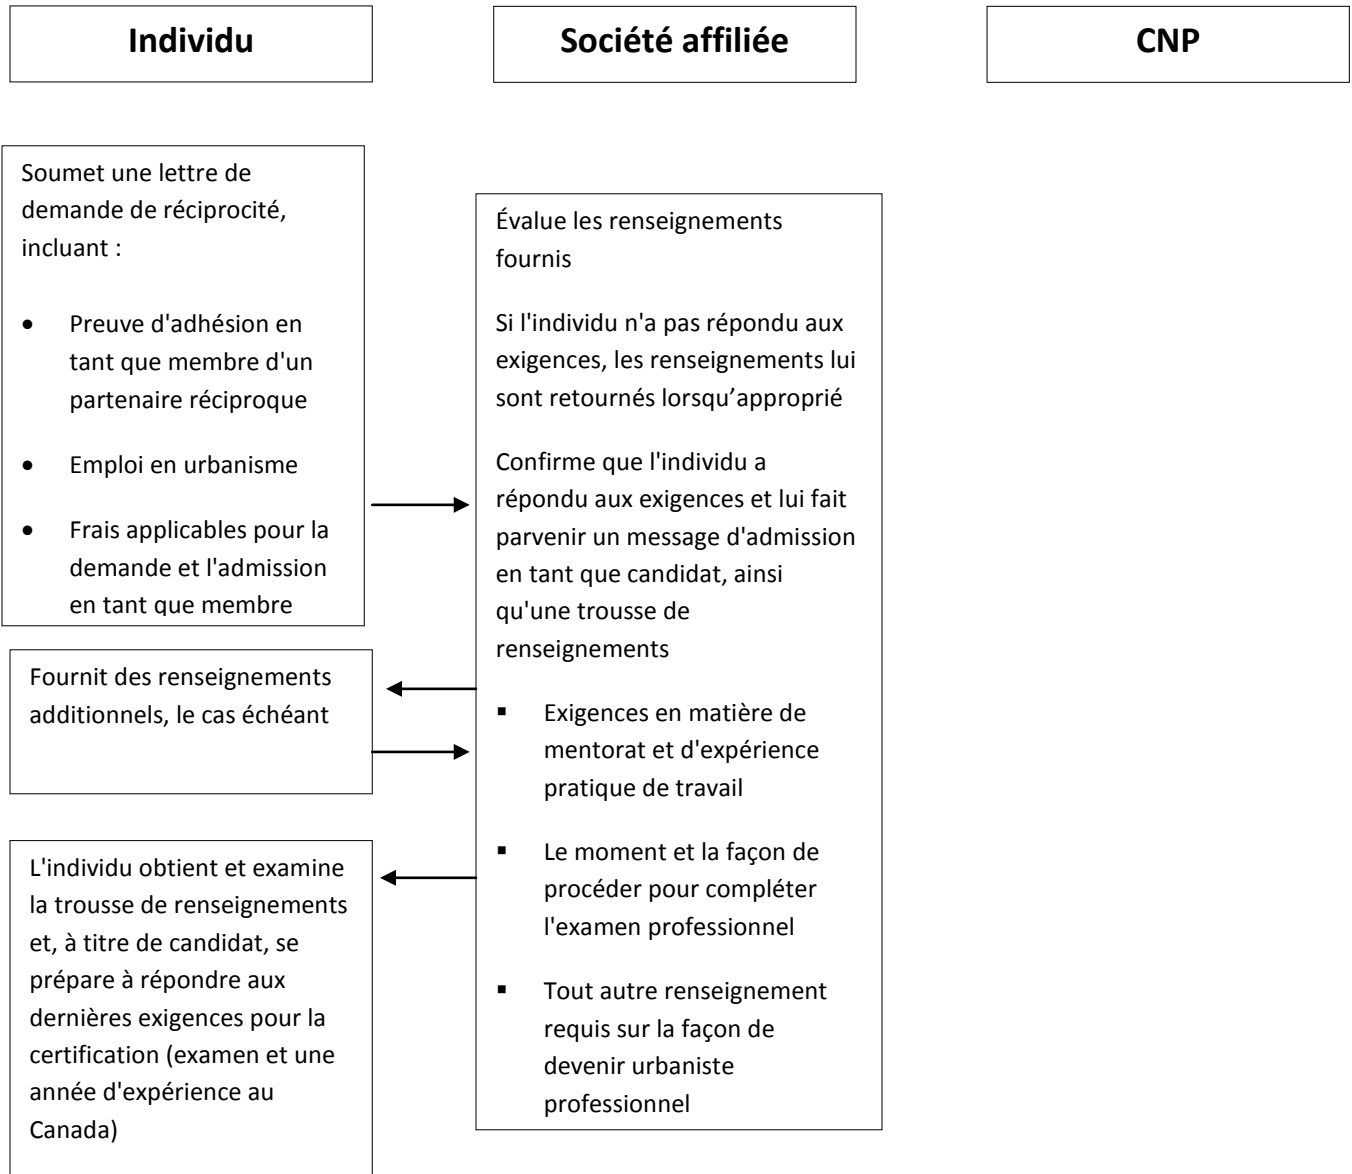 Individu
Société affiliée
CNP
Soumet une lettre de
demande de réciprocité,
incluant :
• Preuve d'adhésion en
tant que membre d'un
partenaire réciproque
• Emploi en urbanisme
• Frais applicables pour la
demande et l'admission
en tant que membre
Fournit des renseignements
additionnels, le cas échéant
L'individu obtient et examine
la trousse de renseignements
et, à titre de candidat, se
prépare à répondre aux
dernières exigences pour la
certification (examen et une
année d'expérience au
Canada)
Évalue les renseignements
fournis
Si l'individu n'a pas répondu aux
exigences, les renseignements lui
sont retournés lorsqu’approprié
Confirme que l'individu a
répondu aux exigences et lui fait
parvenir un message d'admission
en tant que candidat, ainsi
qu'une trousse de
renseignements
▪ Exigences en matière de
mentorat et d'expérience
pratique de travail
▪ Le moment et la façon de
procéder pour compléter
l'examen professionnel
▪ Tout autre renseignement
requis sur la façon de
devenir urbaniste
professionnel